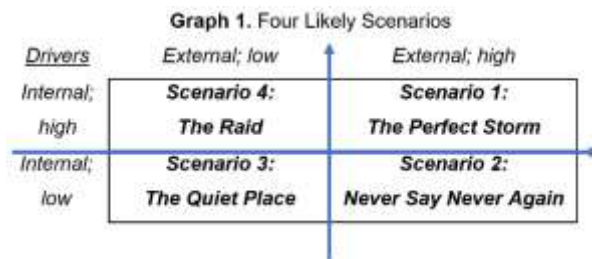 Graph 1. Four Likely Scenarios
Drivers External; low External; high
Internal; Scenario 4: Scenario 1:
high The Raid The Perfect Storm
Internal; Scenario 3: Scenario 2:
low The Quiet Place Never Say Never Again